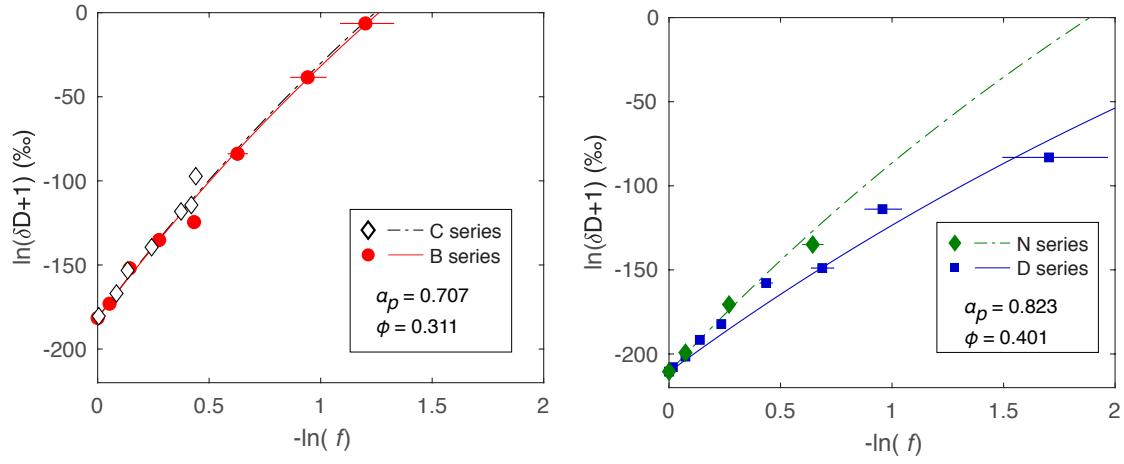 0
-50
-100
-150
-200
ln(δD+1) (‰)
0
0.5
1
1.5
2
-ln( f)
C series
B series
a_p = 0.707
ϕ = 0.311
0
-50
-100
-150
-200
ln(δD+1) (‰)
0
0.5
1
1.5
2
-ln( f)
N series
D series
a_p = 0.823
ϕ = 0.401